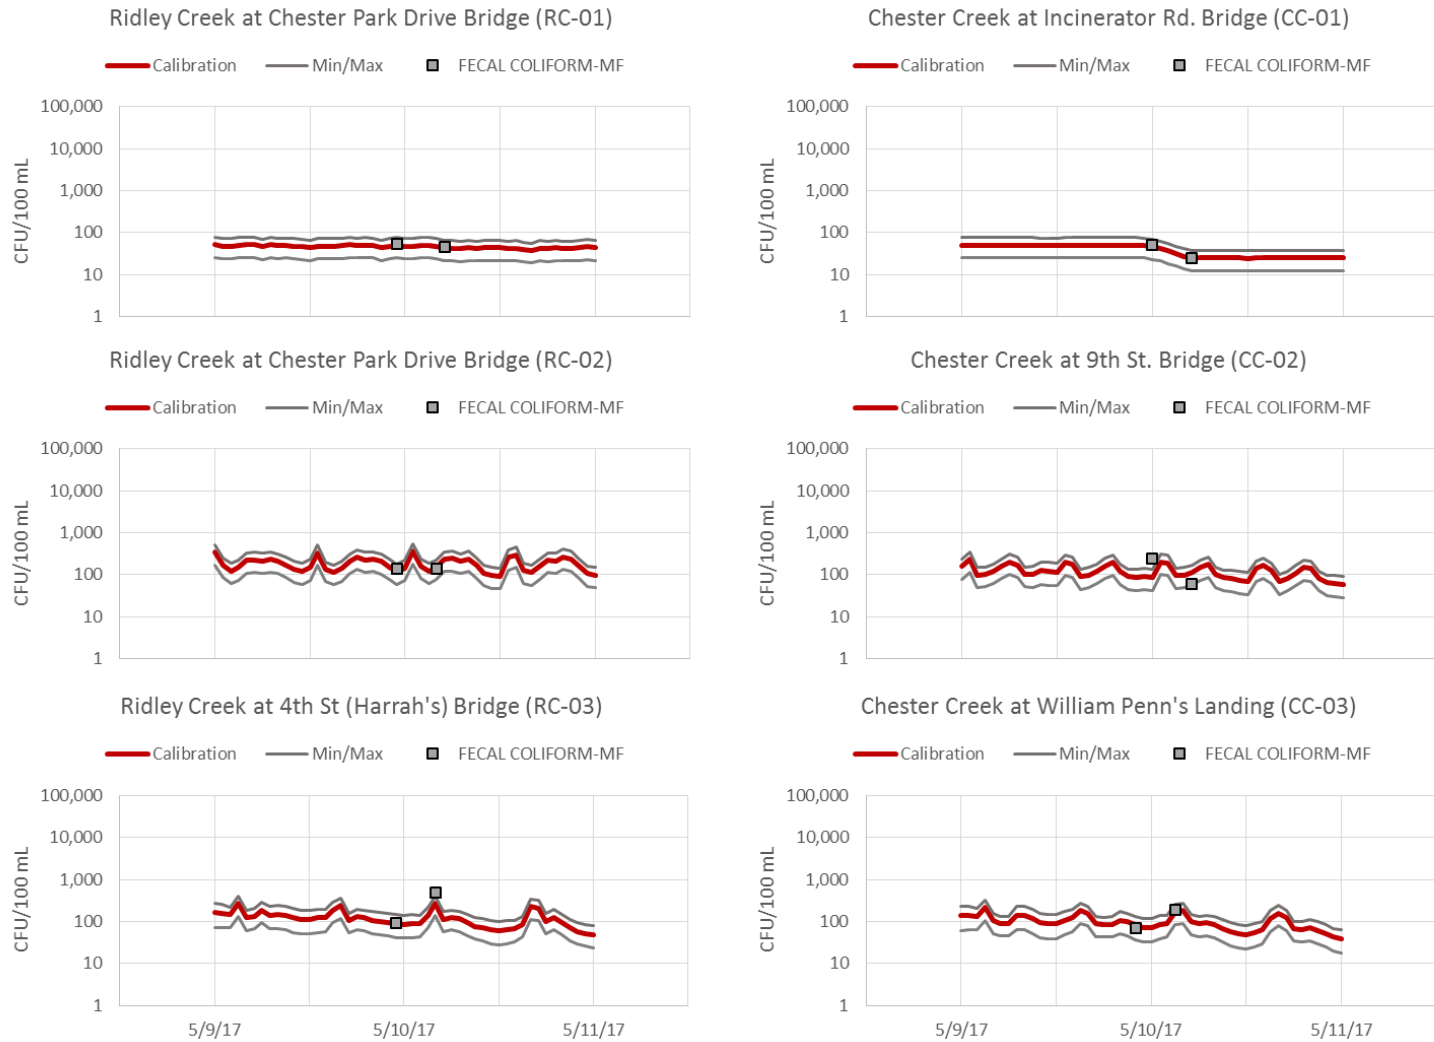 Ridley Creek at Chester Park Drive Bridge (RC-01)
Calibration Min/Max FECAL COLIFORM-MF
100,000
10,000
1,000
100
10
1
CFU/100 mL
Chester Creek at Incinerator Rd. Bridge (CC-01)
Calibration Min/Max FECAL COLIFORM-MF
100,000
10,000
1,000
100
10
1
CFU/100 mL
Ridley Creek at Chester Park Drive Bridge (RC-02)
Calibration Min/Max FECAL COLIFORM-MF
100,000
10,000
1,000
100
10
1
CFU/100 mL
Chester Creek at 9th St. Bridge (CC-02)
Calibration Min/Max FECAL COLIFORM-MF
100,000
10,000
1,000
100
10
1
CFU/100 mL
Ridley Creek at 4th St (Harrah's) Bridge (RC-03)
Calibration Min/Max FECAL COLIFORM-MF
100,000
10,000
1,000
100
10
1
CFU/100 mL
5/9/17 5/10/17 5/11/17
Chester Creek at William Penn's Landing (CC-03)
Calibration Min/Max FECAL COLIFORM-MF
100,000
10,000
1,000
100
10
1
CFU/100 mL
5/9/17 5/10/17 5/11/17